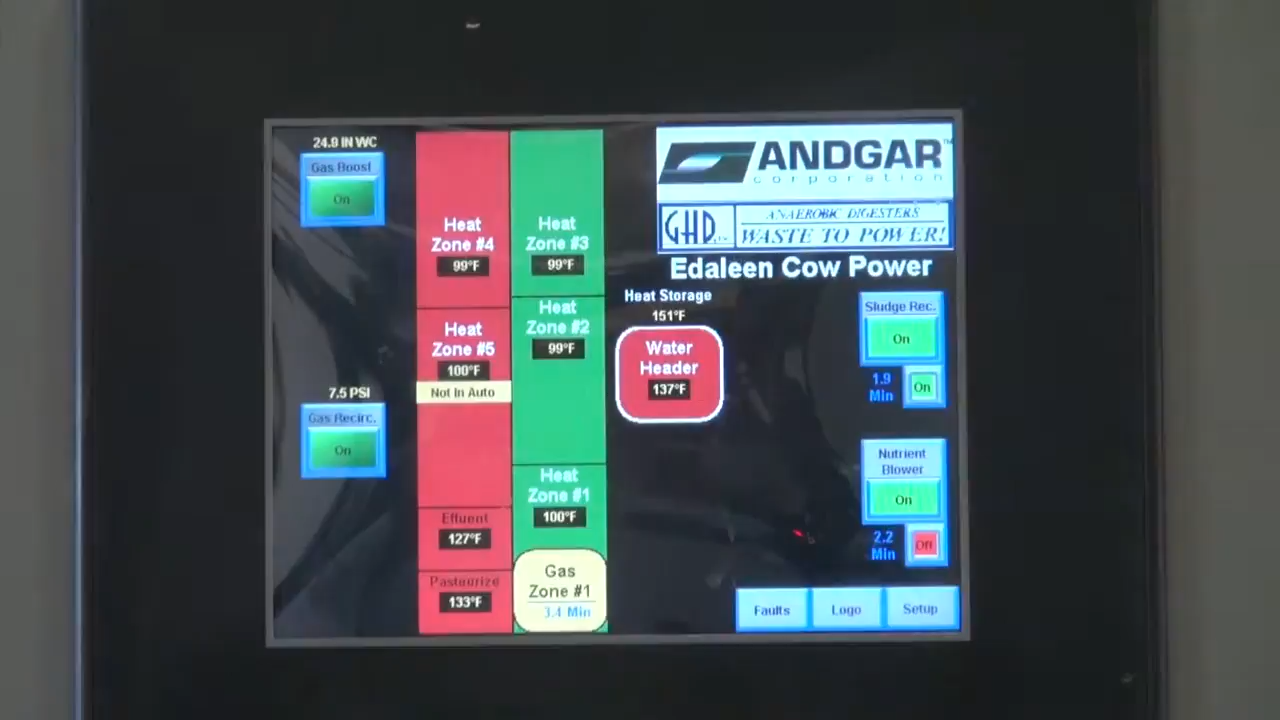 24.9 IN WC
Gas Boost
On
7.5 PSI
Gas Recirc.
On
Heat
Zone #4
99°F
Heat
Zone #5
100°F
Not In Auto
Effluent
127°F
Pasteurize
133°F
Heat
Zone #3
99°F
Heat
Zone #2
99°F
Heat
Zone #1
100°F
Gas
Zone #1
3.4 Min
ANDGAR™
corporation
GHD
ANAEROBIC DIGESTERS
WASTE TO POWER!
Edaleen Cow Power
Heat Storage
151°F
Water
Header
137°F
Sludge Rec.
On
1.9
Min
On
Nutrient
Blower
On
2.2
Min
Off
Faults
Logo
Setup